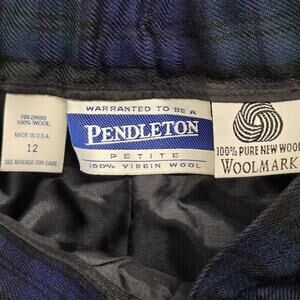 RN 29685
100% WOOL
MADE IN U.S.A.
12
SEE REVERSE FOR CARE
WARRANTED TO BE A
PENDLETON
PETITE
100% VIRGIN WOOL
100% PURE NEW WOOL
WOOLMARK